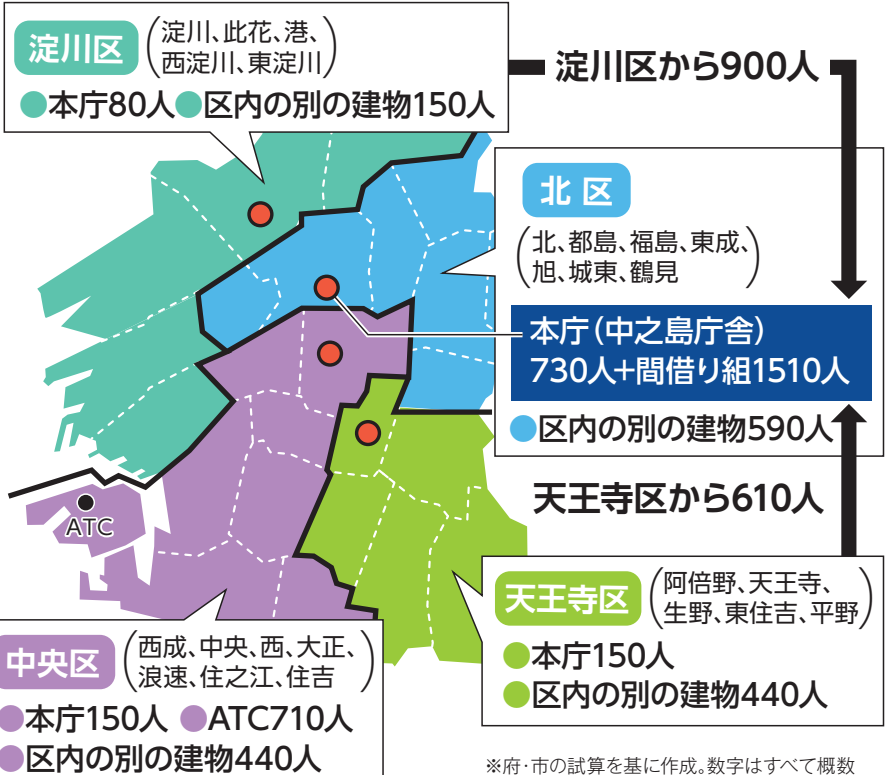 淀川区
(淀川、此花、港、
西淀川、東淀川)
●本庁80人●区内の別の建物150人
淀川区から900人
北区
(北、都島、福島、東成、
旭、城東、鶴見)
本庁(中之島庁舎)
730人+間借り組1510人
●区内の別の建物590人
天王寺区から610人
ATC
天王寺区
(阿倍野、天王寺、
生野、東住吉、平野)
●本庁150人
●区内の別の建物440人
中央区
(西成、中央、西、大正、
浪速、住之江、住吉)
●本庁150人 ●ATC710人
●区内の別の建物440人
※府・市の試算を基に作成。数字はすべて概数